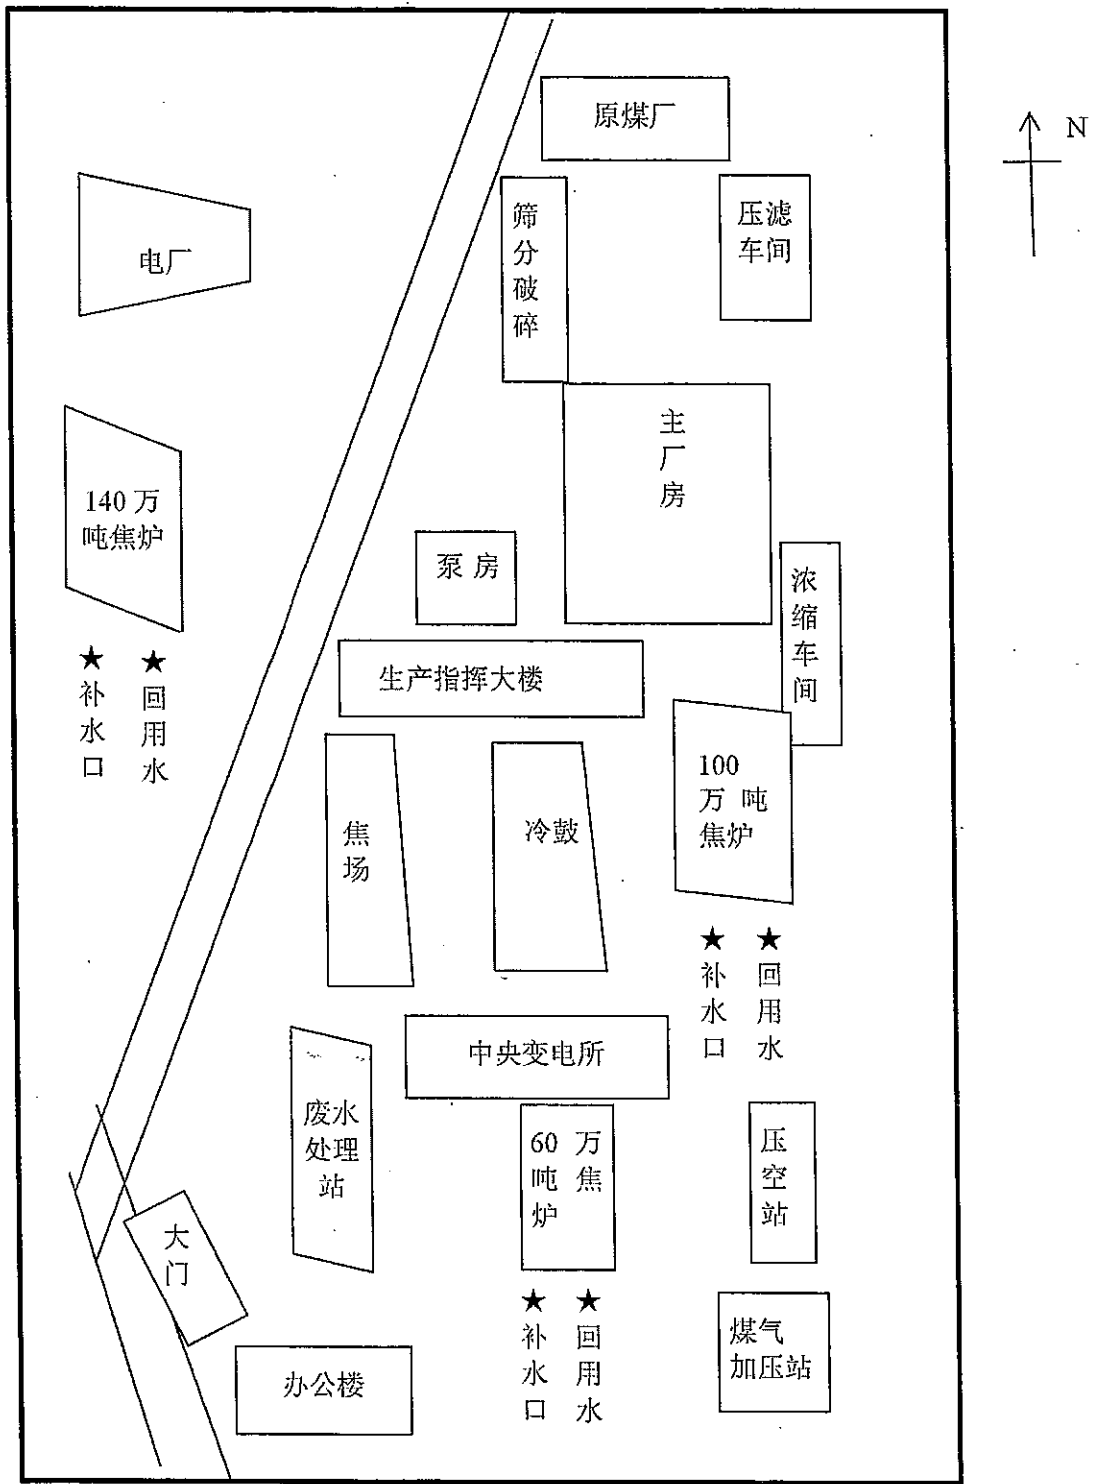 原煤厂
N
筛
分
破
碎
压滤
车间
电厂
主
厂
房
140 万
吨焦炉
泵 房
浓
缩
车
间
★ ★
补
水
口
回
用
水
生产指挥大楼
100
万 吨
焦炉
焦
场
冷鼓
★ ★
补
水
口
回
用
水
中央变电所
废水
处理
站
60 万
吨 焦
炉
压
空
站
大
门
★ ★
补
水
口
回
用
水
煤气
加压站
办公楼